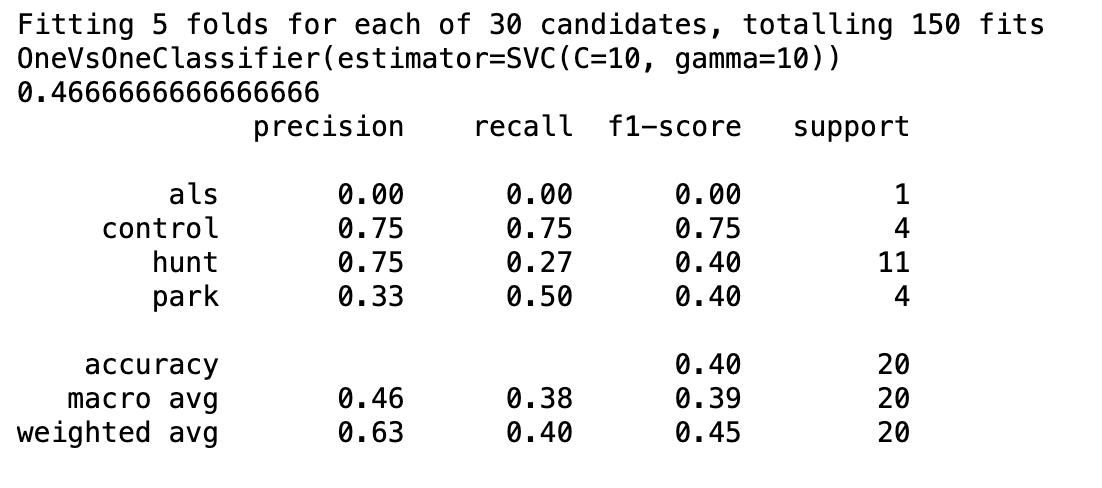 Fitting 5 folds for each of 30 candidates, totalling 150 fits
OneVsOneClassifier(estimator=SVC(C=10, gamma=10))
0.4666666666666666
precision recall f1-score support
als 0.00 0.00 0.00 1
control 0.75 0.75 0.75 4
hunt 0.75 0.27 0.40 11
park 0.33 0.50 0.40 4
accuracy 0.40 20
macro avg 0.46 0.38 0.39 20
weighted avg 0.63 0.40 0.45 20